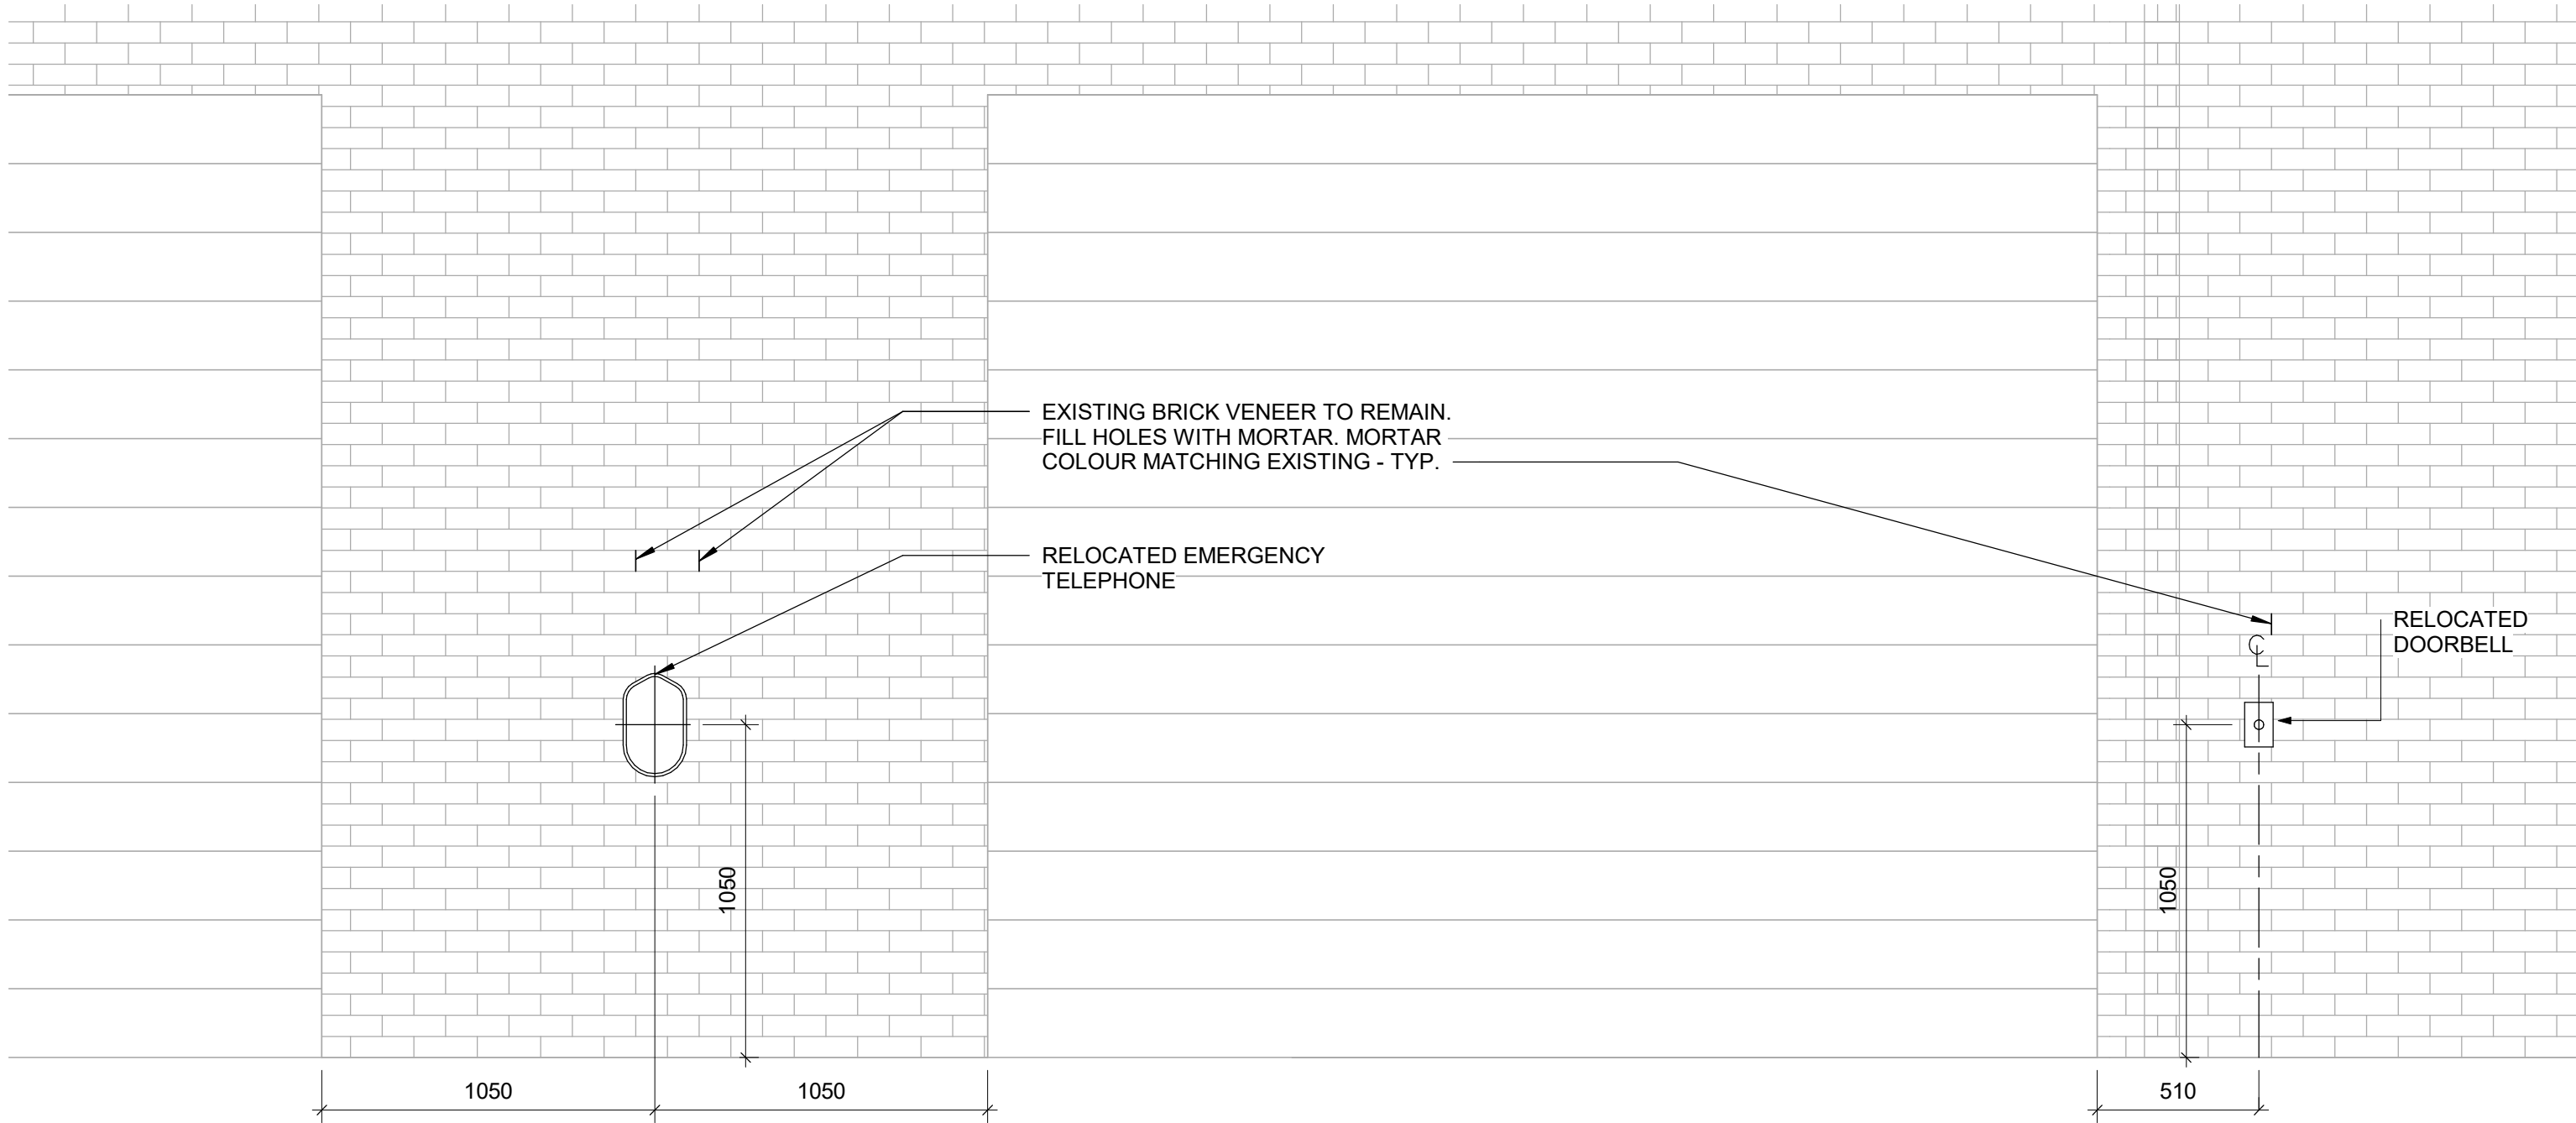 EXISTING BRICK VENEER TO REMAIN.
FILL HOLES WITH MORTAR. MORTAR
COLOUR MATCHING EXISTING - TYP.
RELOCATED EMERGENCY
TELEPHONE
RELOCATED
DOORBELL
CL
1050
1050
1050
1050
510